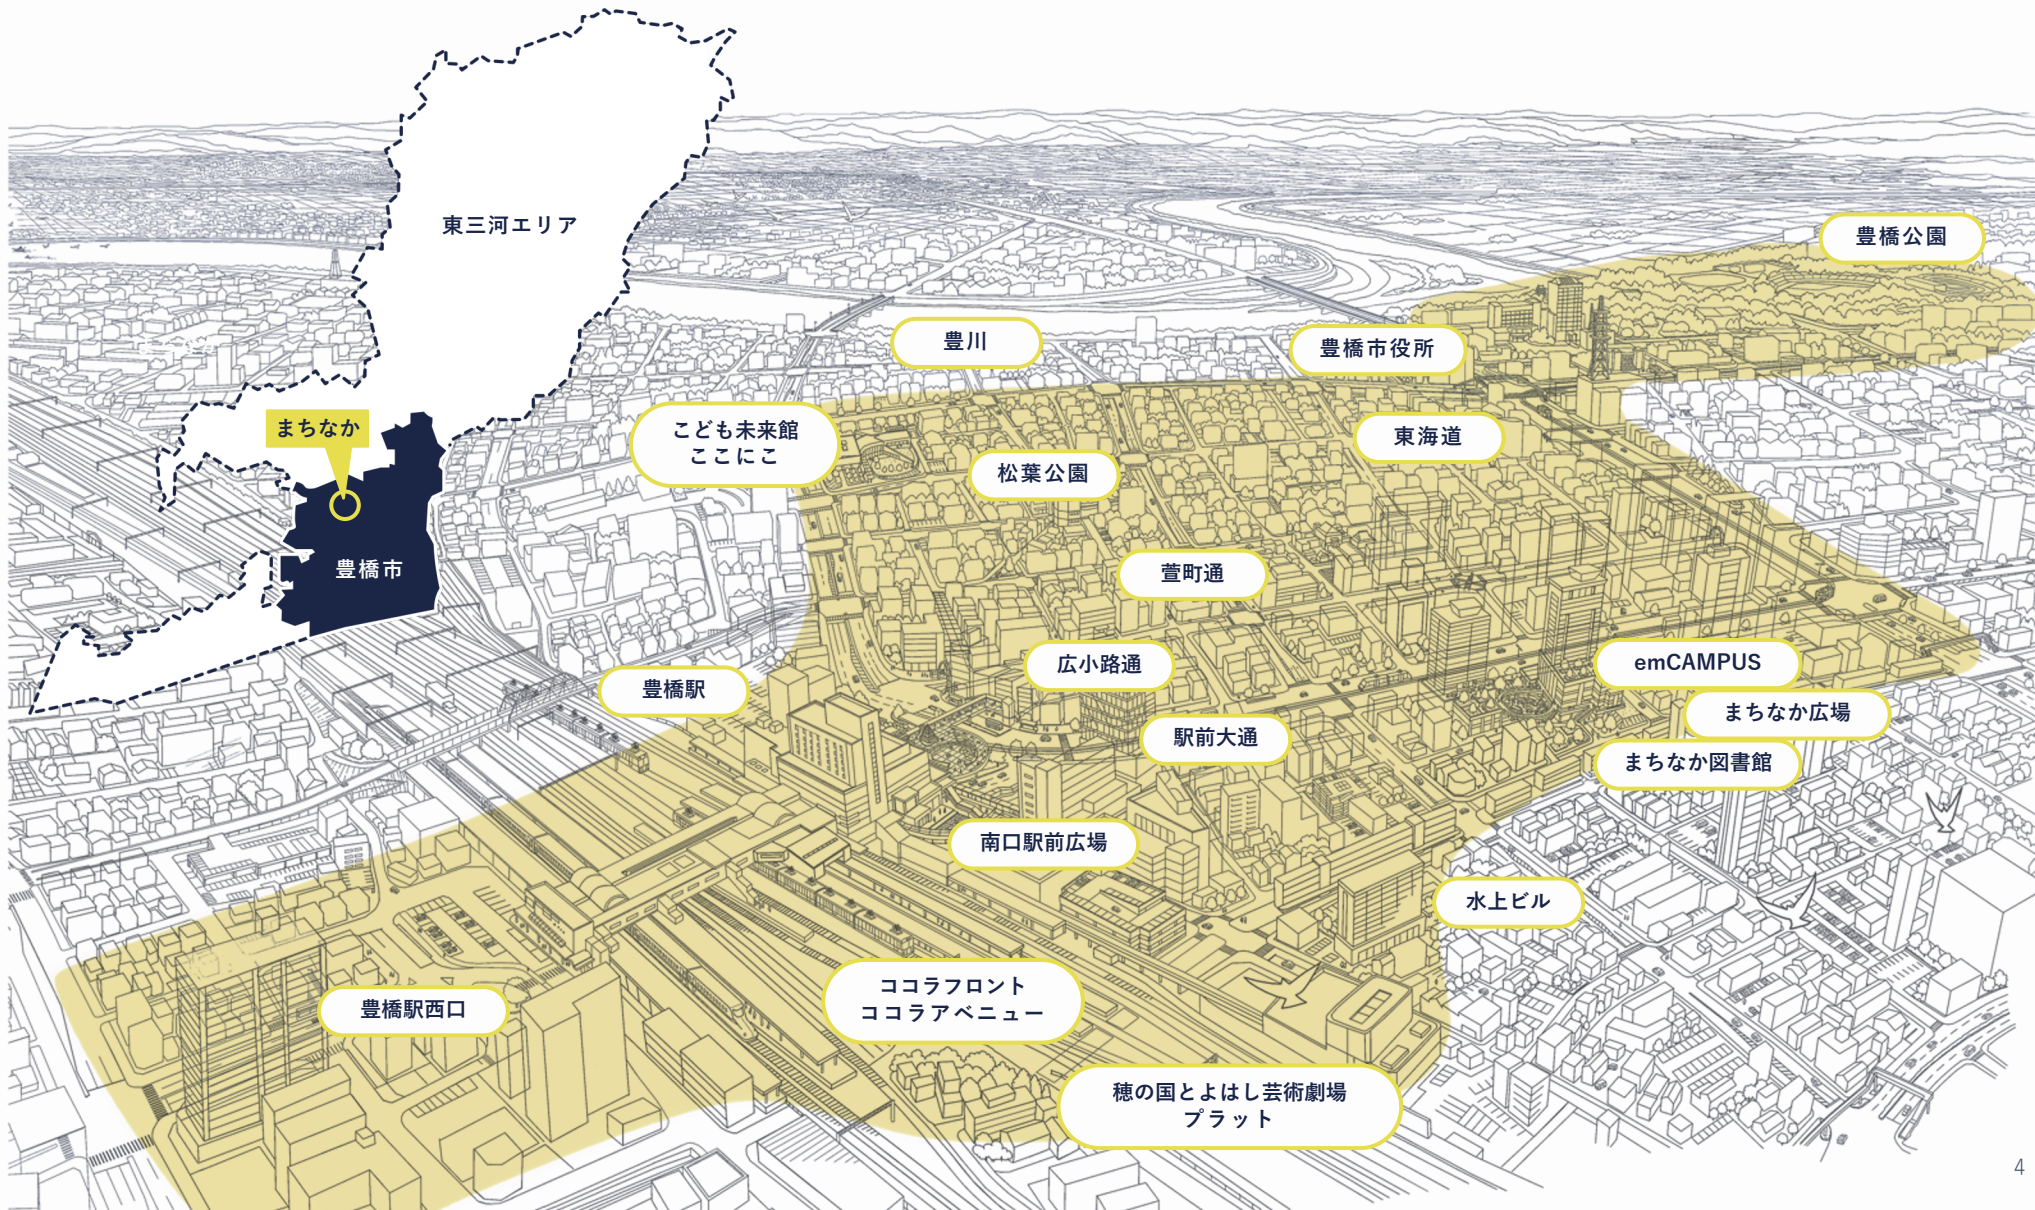 東三河エリア
豊橋公園
豊川
豊橋市役所
まちなか
こども未来館
ここにこ
東海道
松葉公園
豊橋市
萱町通
広小路通
emCAMPUS
豊橋駅
まちなか広場
駅前大通
まちなか図書館
南口駅前広場
水上ビル
ココラフロント
ココラアベニュー
豊橋駅西口
穂の国とよはし芸術劇場
プラット
4